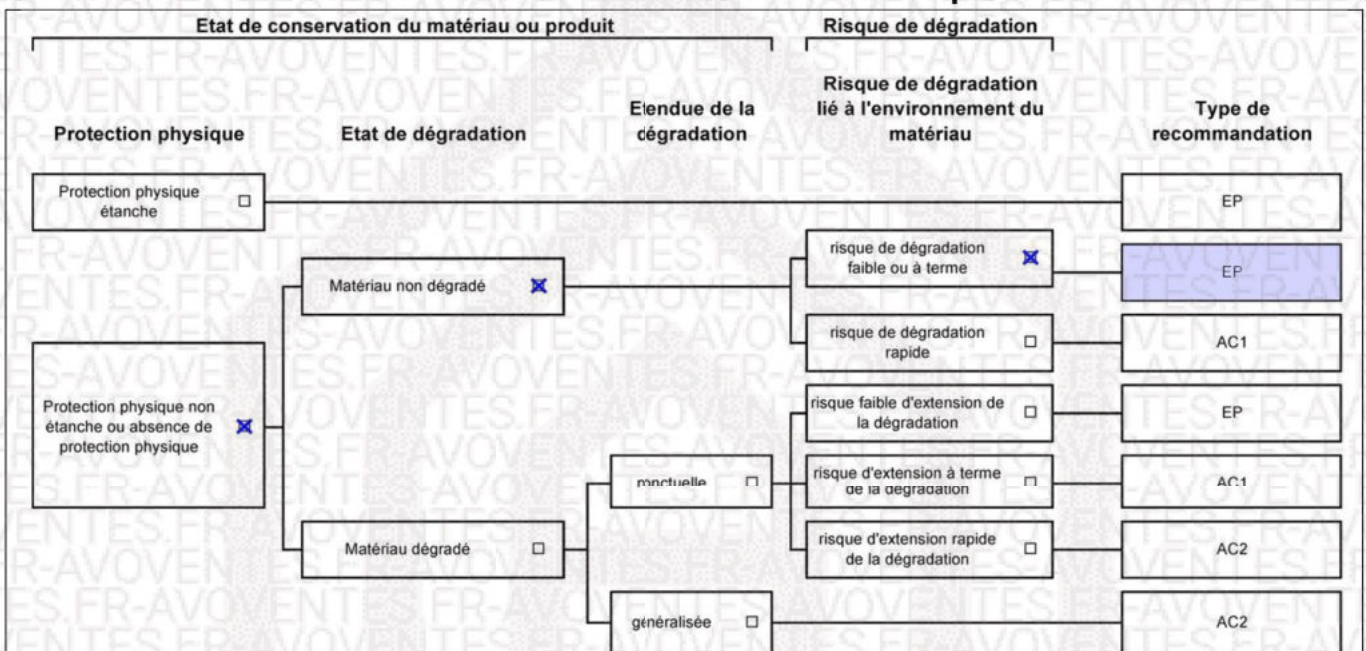 Etat de conservation du matériau ou produit
Risque de dégradation
Protection physique
Etat de dégradation
Etendue de la
dégradation
Risque de dégradation
lié à l'environnement du
matériau
Type de
recommandation
Protection physique
étanche
EP
Protection physique non
étanche ou absence de
protection physique
Matériau non dégradé
risque de dégradation
faible ou à terme
EP
risque de dégradation
rapide
AC1
Matériau dégradé
ponctuelle
risque faible d'extension de
la dégradation
EP
risque d'extension à terme
de la dégradation
AC1
risque d'extension rapide
de la dégradation
AC2
généralisée
AC2